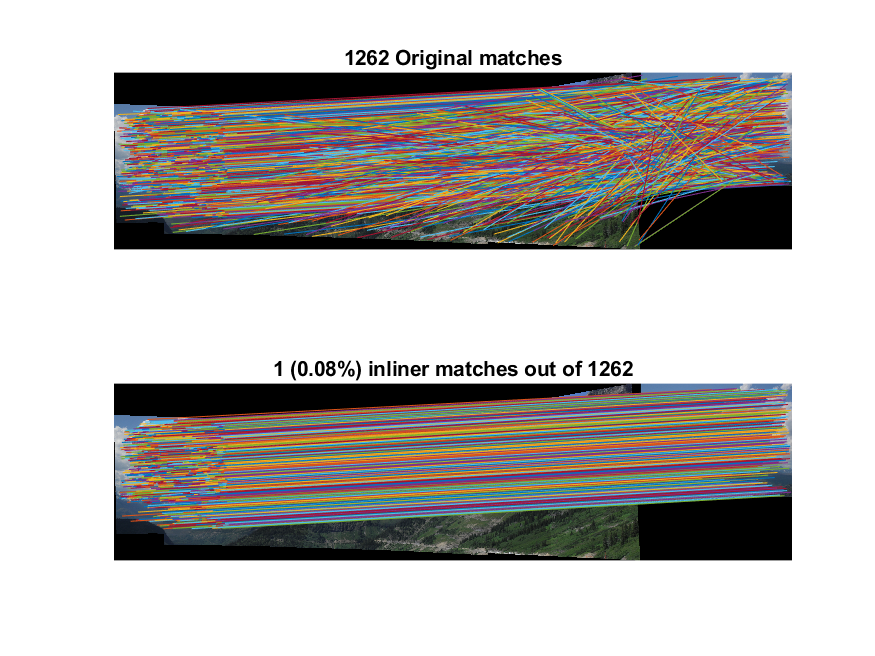 1262 Original matches
1 (0.08%) inliner matches out of 1262